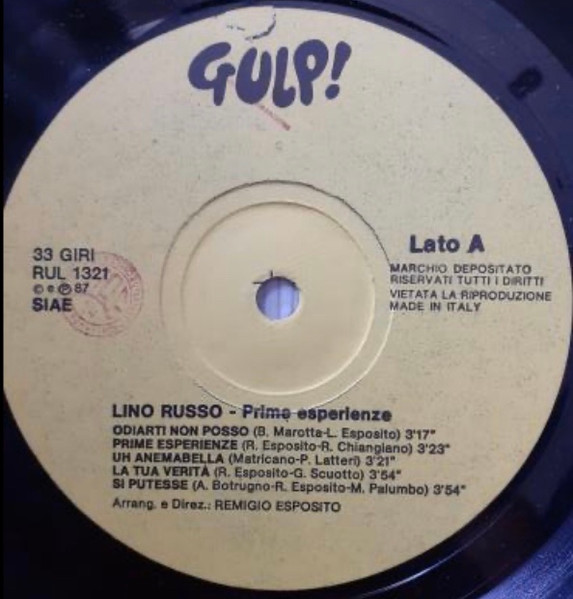 GULP!
33 GIRI
RUL 1321
© e ℗ 87
SIAE
Lato A
MARCHIO DEPOSITATO
RISERVATI TUTTI I DIRITTI
VIETATA LA RIPRODUZIONE
MADE IN ITALY
LINO RUSSO - Prime esperienze
ODIARTI NON POSSO (B. Marotta-L. Esposito) 3'17"
PRIME ESPERIENZE (R. Esposito-R. Chiangiano) 3'23"
UH ANEMABELLA (Matricano-P. Latteri) 3'21"
LA TUA VERITÀ (R. Esposito-G. Scuotto) 3'54"
SI PUTESSE (A. Botrugno-R. Esposito-M. Palumbo) 3'54"
Arrang. e Direz.: REMIGIO ESPOSITO